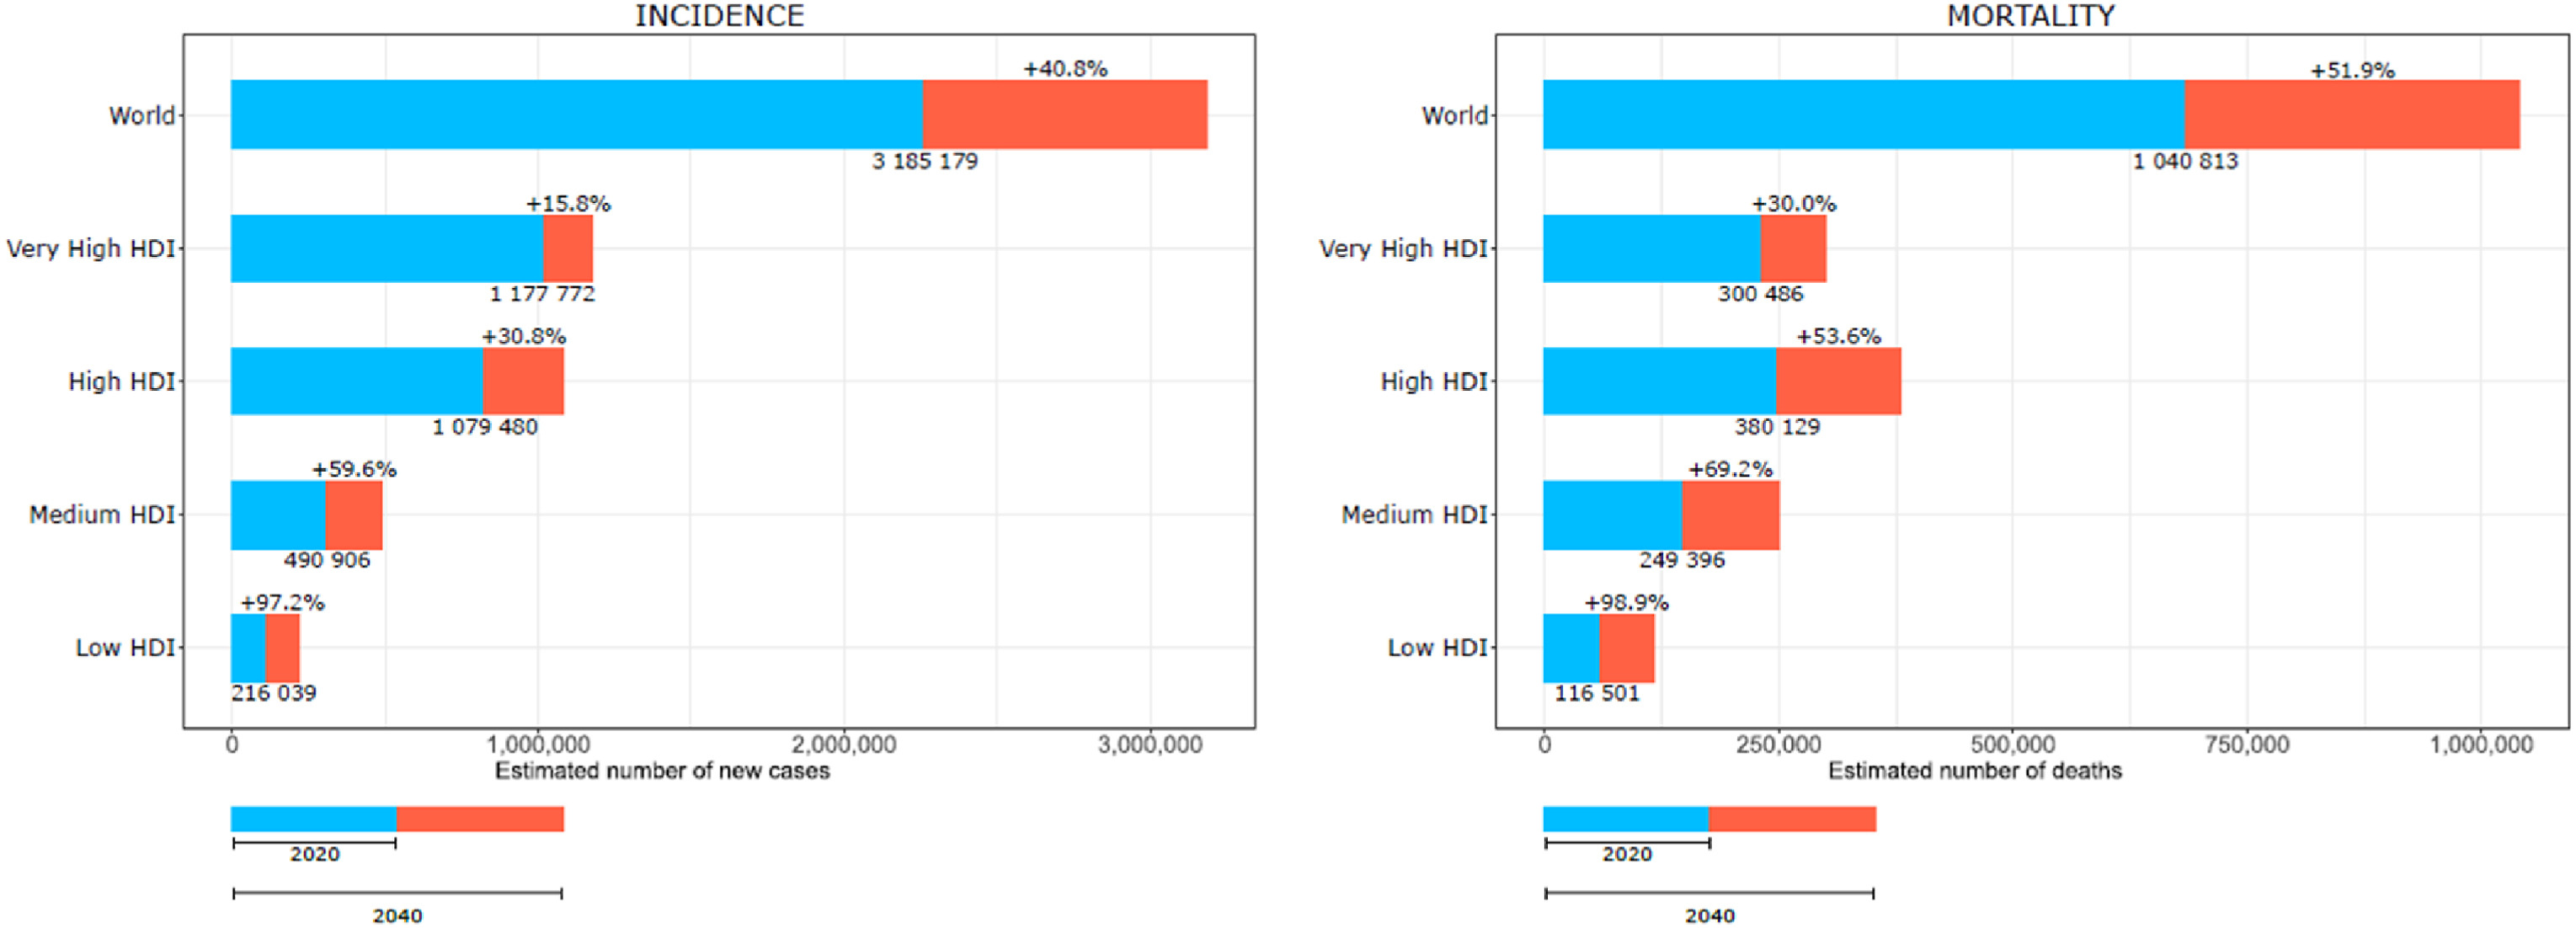 INCIDENCE
+40.8%
World
3 185 179
+15.8%
Very High HDI
1 177 772
+30.8%
High HDI
1 079 480
+59.6%
Medium HDI
490 906
+97.2%
Low HDI
216 039
0 1,000,000 2,000,000 3,000,000
Estimated number of new cases
2020
2040
MORTALITY
+51.9%
World
1 040 813
+30.0%
Very High HDI
300 486
+53.6%
High HDI
380 129
+69.2%
Medium HDI
249 396
+98.9%
Low HDI
116 501
0 250,000 500,000 750,000 1,000,000
Estimated number of deaths
2020
2040